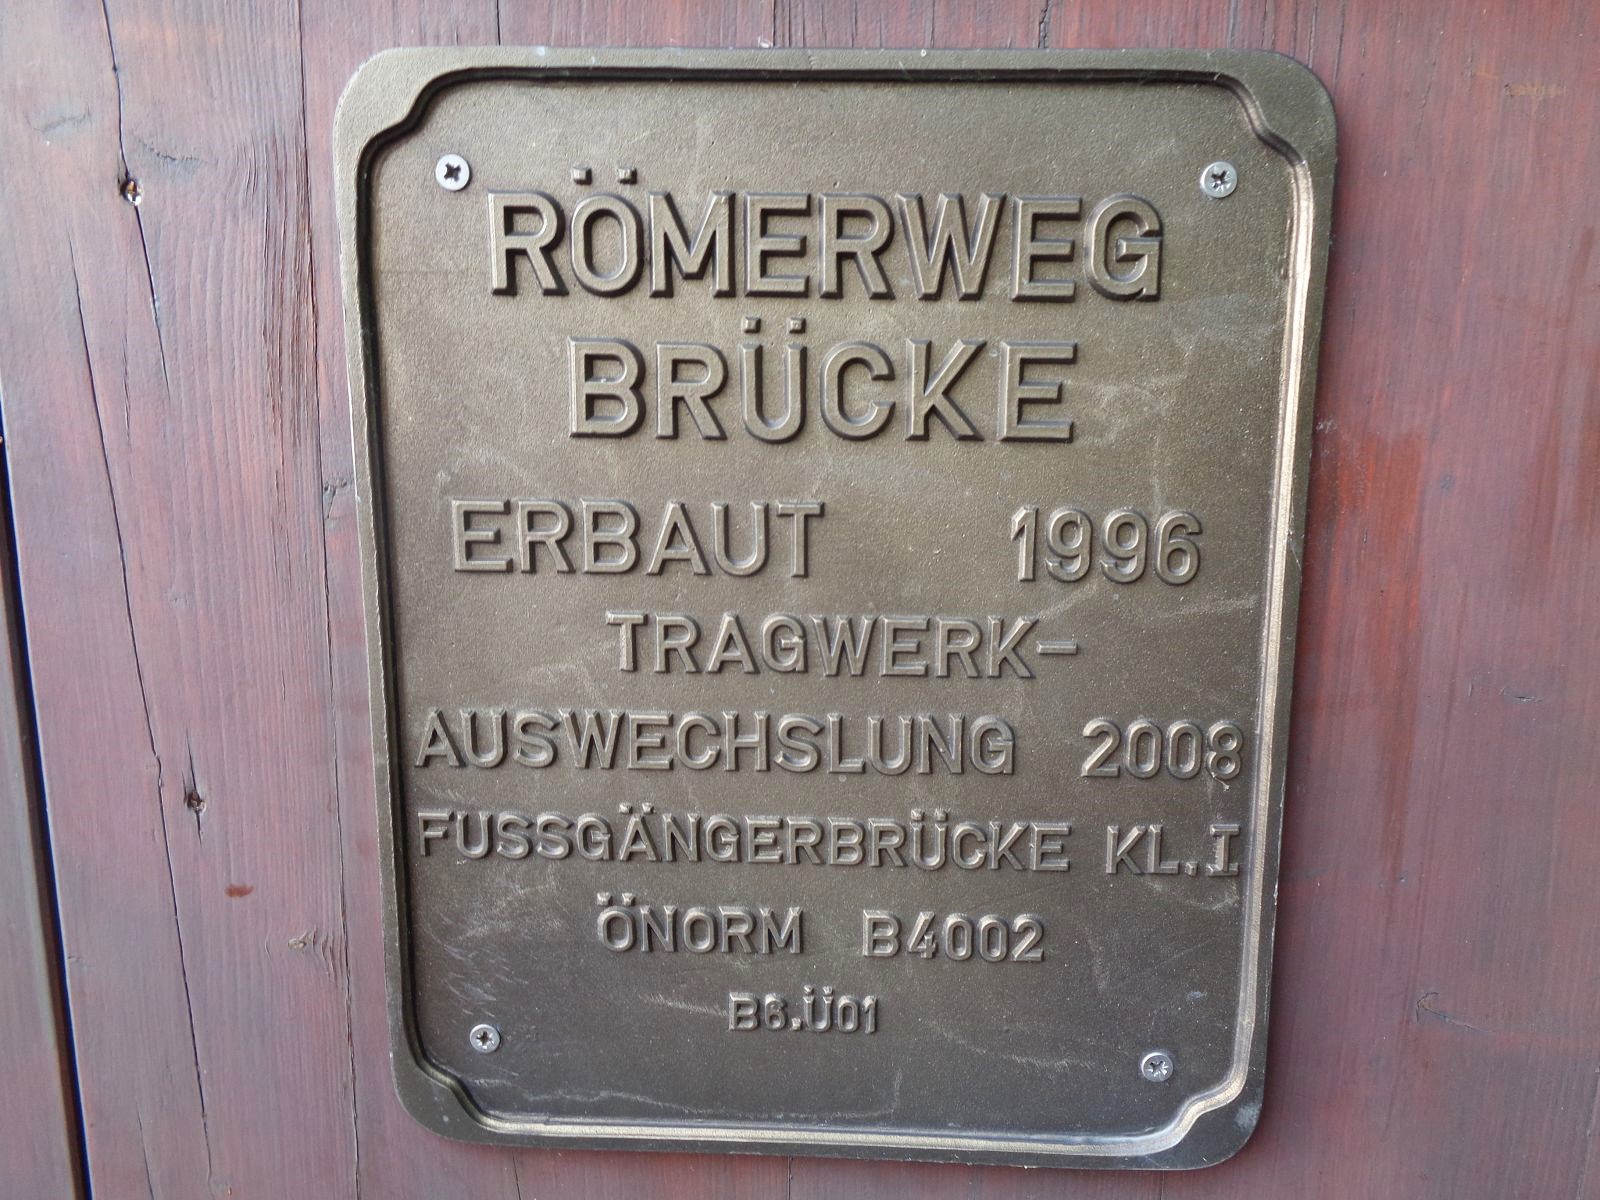 RÖMERWEG
BRÜCKE
ERBAUT 1996
TRAGWERK-
AUSWECHSLUNG 2008
FUSSGÄNGERBRÜCKE KL.I
ÖNORM B4002
B6.Ü01